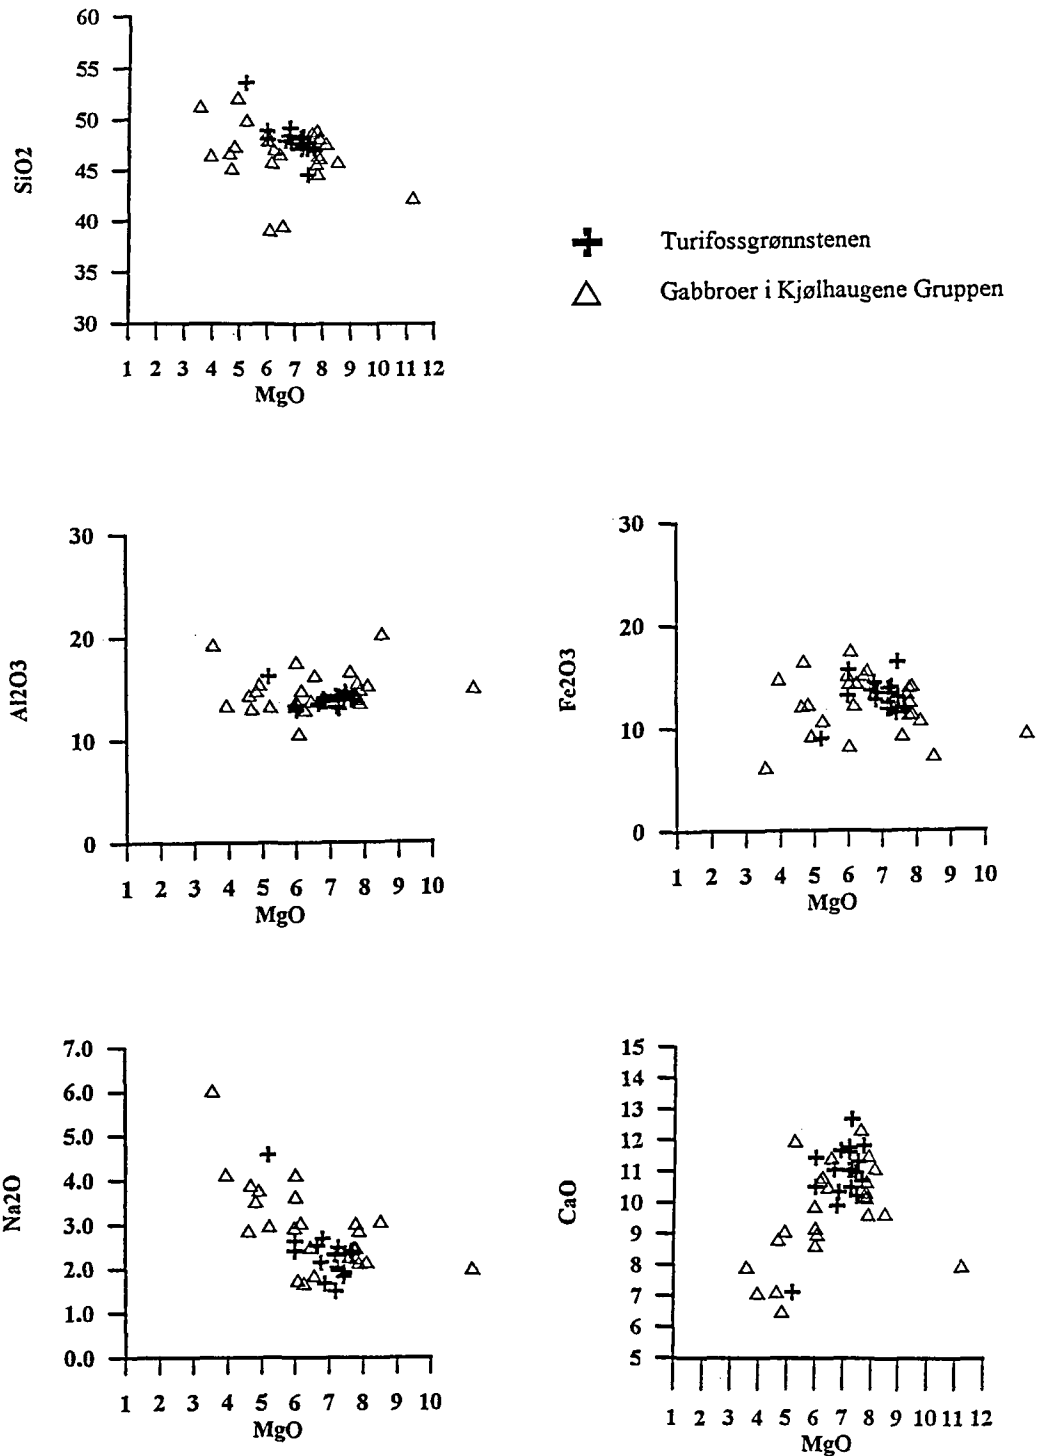 60
55
50
45
40
35
30
SiO2
1 2 3 4 5 6 7 8 9 10 11 12
MgO
Turifossgrønnstenen
Gabbroer i Kjølhaugene Gruppen
30
20
10
0
Al2O3
1 2 3 4 5 6 7 8 9 10
MgO
30
20
10
0
Fe2O3
1 2 3 4 5 6 7 8 9 10
MgO
7.0
6.0
5.0
4.0
3.0
2.0
1.0
0.0
Na2O
1 2 3 4 5 6 7 8 9 10
MgO
15
14
13
12
11
10
9
8
7
6
5
CaO
1 2 3 4 5 6 7 8 9 10 11 12
MgO